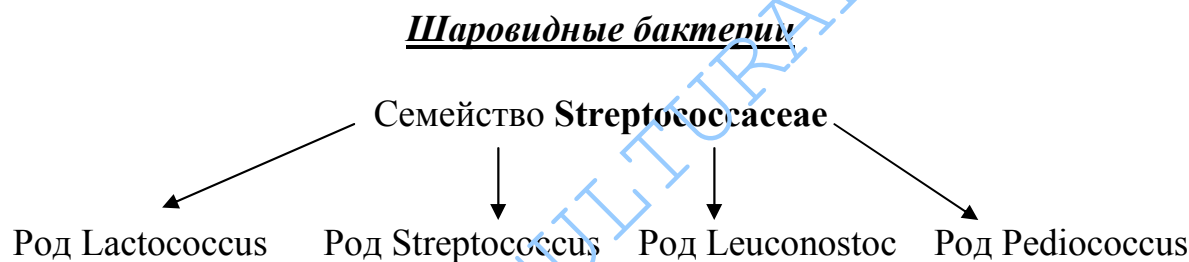 Шаровидные бактерии
Семейство Streptococcaceae
Род Lactococcus Род Streptococcus Род Leuconostoc Род Pediococcus